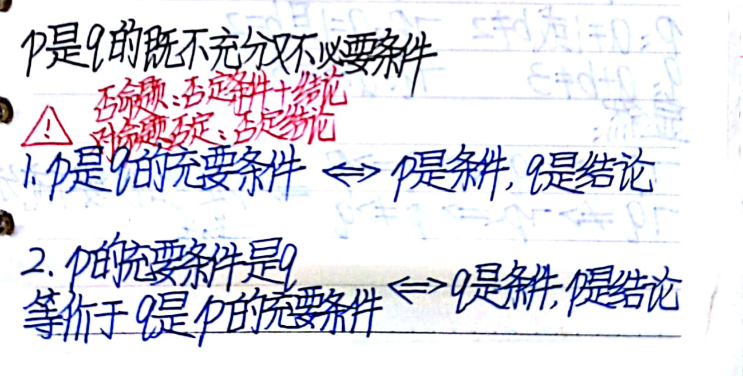 p是q的既不充分又不必要条件
否命题:否定条件+结论
对命题否定:否定结论
1. p是q的充要条件 ⇔ p是条件, q是结论
2. p的充要条件是q
等价于q是p的充要条件 ⇔ q是条件, p是结论